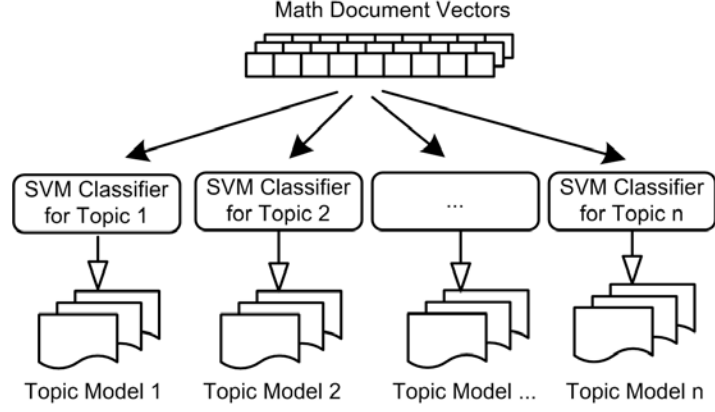 Math Document Vectors
SVM Classifier
for Topic 1
SVM Classifier
for Topic 2
...
SVM Classifier
for Topic n
Topic Model 1
Topic Model 2
Topic Model ...
Topic Model n